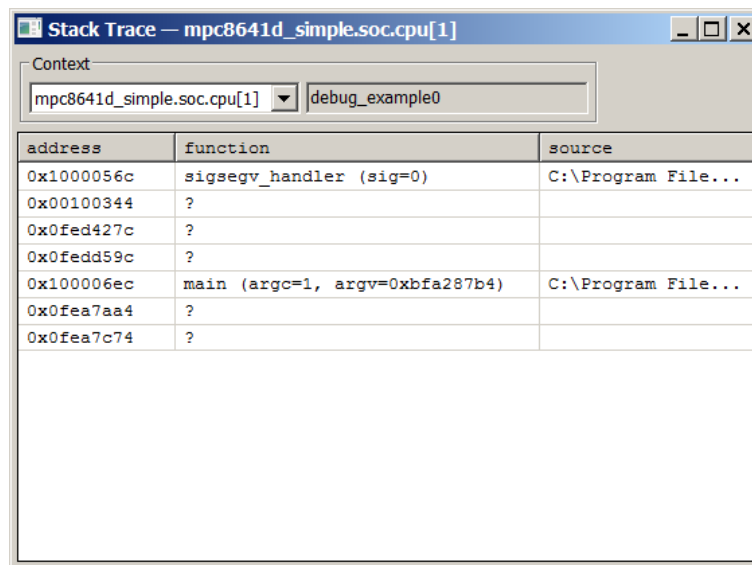 Stack Trace — mpc8641d_simple.soc.cpu[1]
Context
mpc8641d_simple.soc.cpu[1] debug_example0
address function source
0x1000056c sigsegv_handler (sig=0) C:\Program File...
0x00100344 ?
0x0fed427c ?
0x0fedd59c ?
0x100006ec main (argc=1, argv=0xbfa287b4) C:\Program File...
0x0fea7aa4 ?
0x0fea7c74 ?